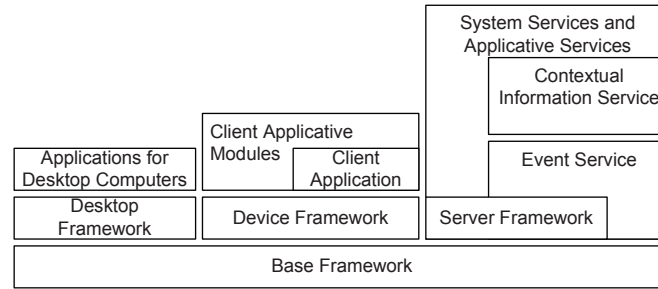 System Services and
Applicative Services
Contextual
Information Service
Client Applicative
Modules
Applications for
Desktop Computers
Client
Application
Event Service
Desktop
Framework
Device Framework
Server Framework
Base Framework